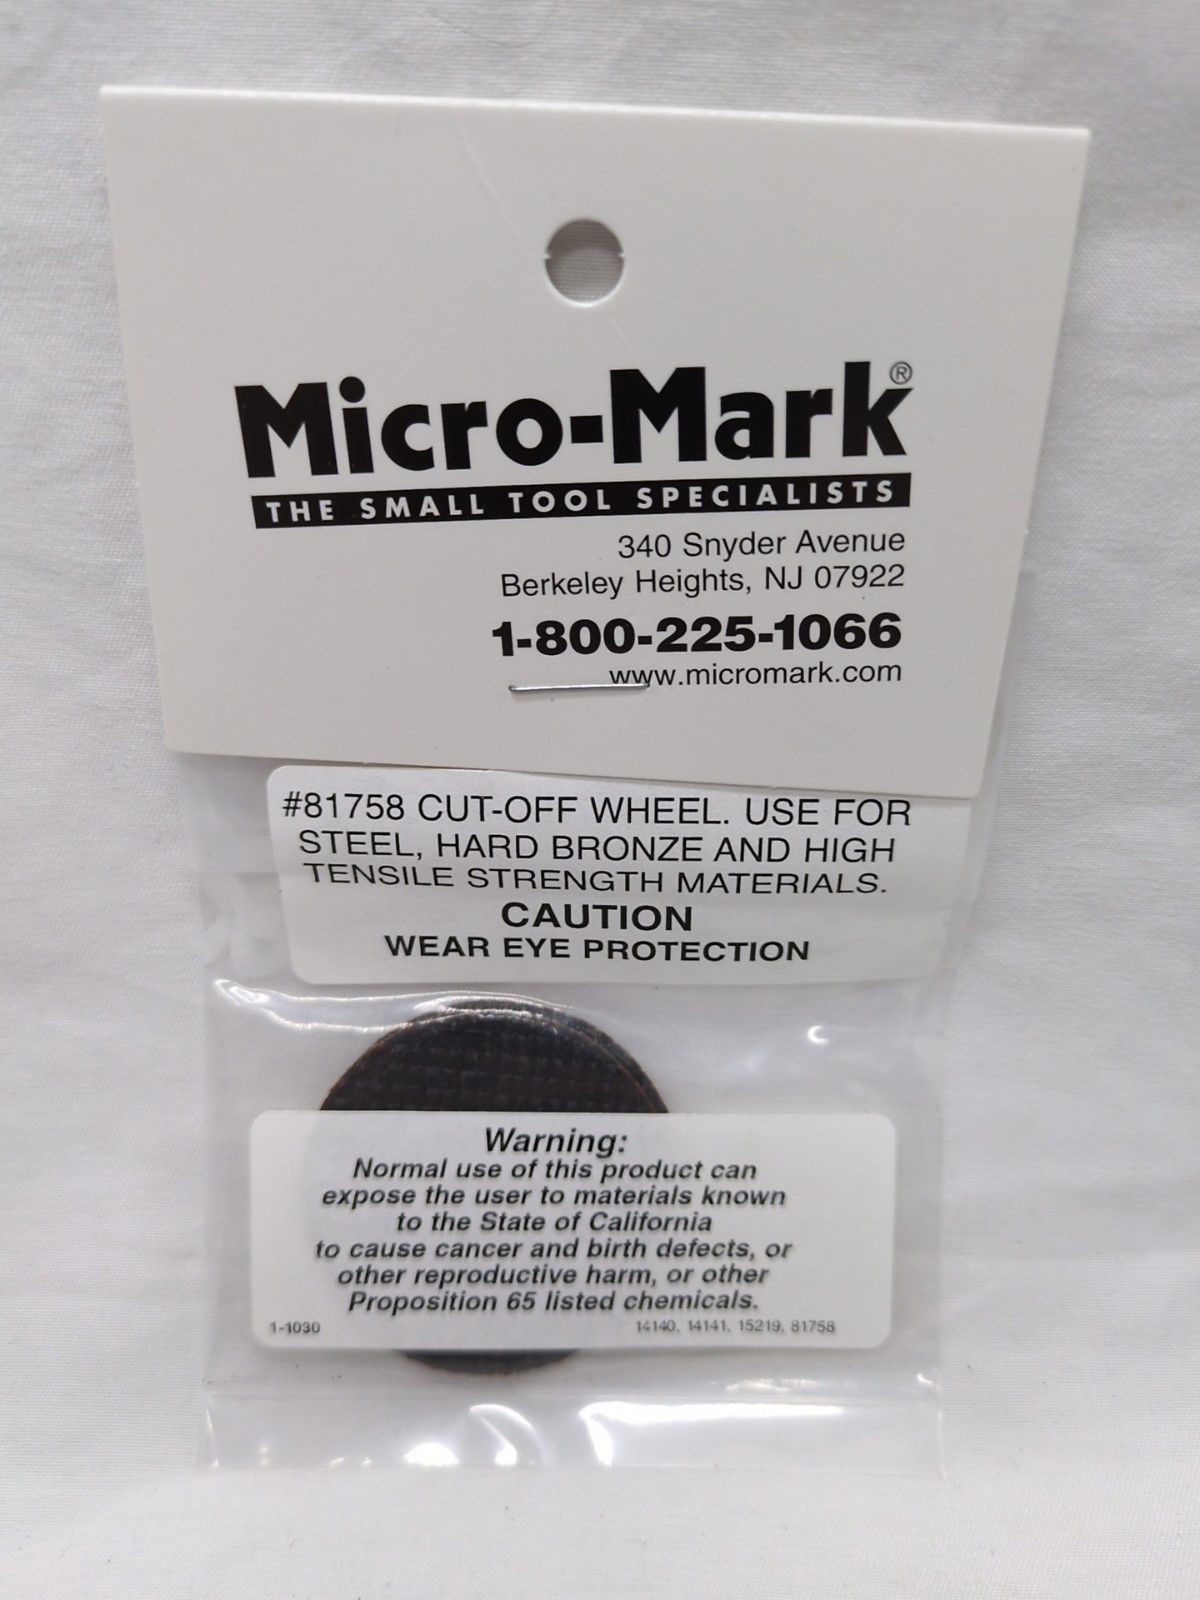 Micro-Mark®
THE SMALL TOOL SPECIALISTS
340 Snyder Avenue
Berkeley Heights, NJ 07922
1-800-225-1066
www.micromark.com
#81758 CUT-OFF WHEEL. USE FOR
STEEL, HARD BRONZE AND HIGH
TENSILE STRENGTH MATERIALS.
CAUTION
WEAR EYE PROTECTION
Warning:
Normal use of this product can
expose the user to materials known
to the State of California
to cause cancer and birth defects, or
other reproductive harm, or other
Proposition 65 listed chemicals.
1-1030 14140, 14141, 15219, 81758